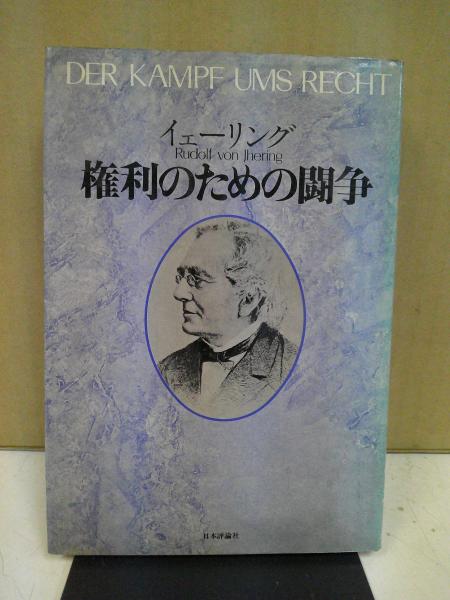 DER KAMPF UMS RECHT
イェーリング
Rudolf von Jhering
権利のための闘争
日本評論社